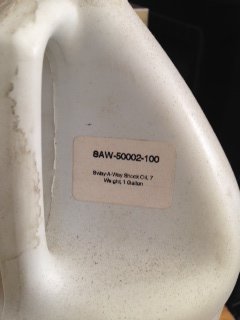 SAW-50002-100
Sway-A-Way Shock Oil, 7
Weight, 1 Gallon